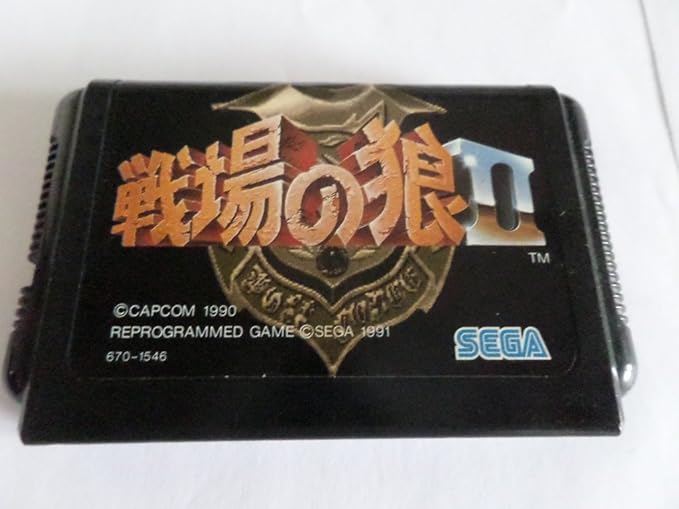 戦場の狼II
TM
©CAPCOM 1990
REPROGRAMMED GAME ©SEGA 1991
670-1546
SEGA